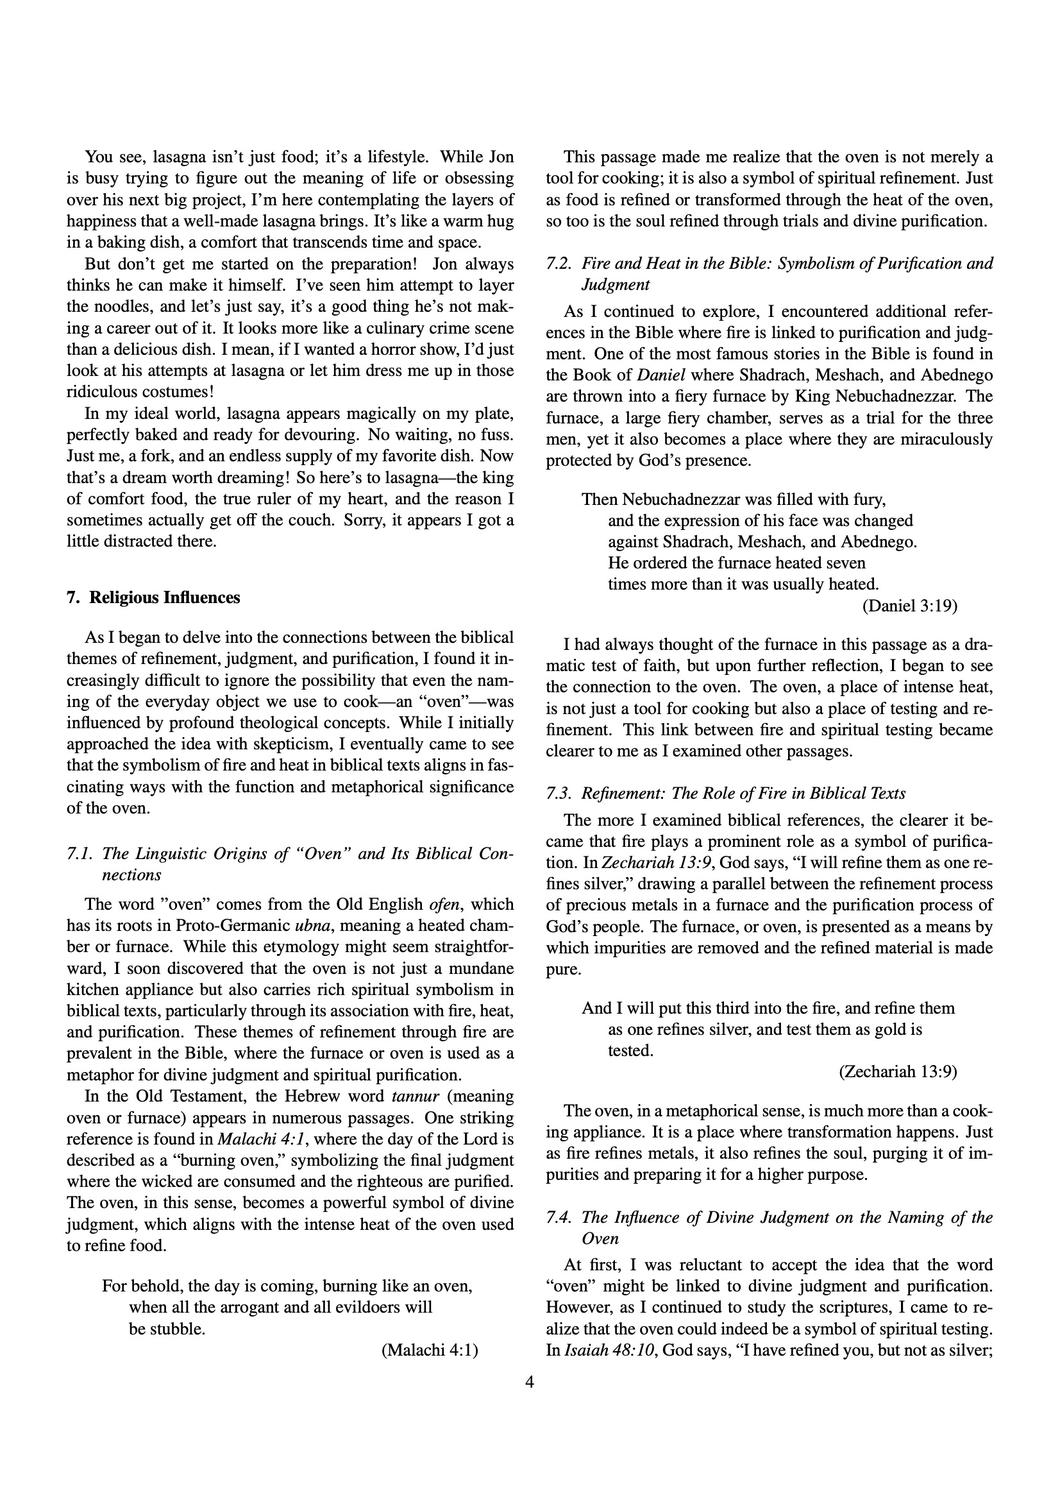 You see, lasagna isn't just food; it's a lifestyle. While Jon
is busy trying to figure out the meaning of life or obsessing
over his next big project, I'm here contemplating the layers of
happiness that a well-made lasagna brings. It's like a warm hug
in a baking dish, a comfort that transcends time and space.
But don't get me started on the preparation! Jon always
thinks he can make it himself. I've seen him attempt to layer
the noodles, and let's just say, it's a good thing he's not mak-
ing a career out of it. It looks more like a culinary crime scene
than a delicious dish. I mean, if I wanted a horror show, I'd just
look at his attempts at lasagna or let him dress me up in those
ridiculous costumes!
In my ideal world, lasagna appears magically on my plate,
perfectly baked and ready for devouring. No waiting, no fuss.
Just me, a fork, and an endless supply of my favorite dish. Now
that's a dream worth dreaming! So here's to lasagna—the king
of comfort food, the true ruler of my heart, and the reason I
sometimes actually get off the couch. Sorry, it appears I got a
little distracted there.
7. Religious Influences
As I began to delve into the connections between the biblical
themes of refinement, judgment, and purification, I found it in-
creasingly difficult to ignore the possibility that even the nam-
ing of the everyday object we use to cook—an “oven”—was
influenced by profound theological concepts. While I initially
approached the idea with skepticism, I eventually came to see
that the symbolism of fire and heat in biblical texts aligns in fas-
cinating ways with the function and metaphorical significance
of the oven.
7.1. The Linguistic Origins of “Oven” and Its Biblical Con-
nections
The word ”oven” comes from the Old English ofen, which
has its roots in Proto-Germanic ubna, meaning a heated cham-
ber or furnace. While this etymology might seem straightfor-
ward, I soon discovered that the oven is not just a mundane
kitchen appliance but also carries rich spiritual symbolism in
biblical texts, particularly through its association with fire, heat,
and purification. These themes of refinement through fire are
prevalent in the Bible, where the furnace or oven is used as a
metaphor for divine judgment and spiritual purification.
In the Old Testament, the Hebrew word tannur (meaning
oven or furnace) appears in numerous passages. One striking
reference is found in Malachi 4:1, where the day of the Lord is
described as a “burning oven,” symbolizing the final judgment
where the wicked are consumed and the righteous are purified.
The oven, in this sense, becomes a powerful symbol of divine
judgment, which aligns with the intense heat of the oven used
to refine food.
For behold, the day is coming, burning like an oven,
when all the arrogant and all evildoers will
be stubble.
(Malachi 4:1)
This passage made me realize that the oven is not merely a
tool for cooking; it is also a symbol of spiritual refinement. Just
as food is refined or transformed through the heat of the oven,
so too is the soul refined through trials and divine purification.
7.2. Fire and Heat in the Bible: Symbolism of Purification and
Judgment
As I continued to explore, I encountered additional refer-
ences in the Bible where fire is linked to purification and judg-
ment. One of the most famous stories in the Bible is found in
the Book of Daniel where Shadrach, Meshach, and Abednego
are thrown into a fiery furnace by King Nebuchadnezzar. The
furnace, a large fiery chamber, serves as a trial for the three
men, yet it also becomes a place where they are miraculously
protected by God's presence.
Then Nebuchadnezzar was filled with fury,
and the expression of his face was changed
against Shadrach, Meshach, and Abednego.
He ordered the furnace heated seven
times more than it was usually heated.
(Daniel 3:19)
I had always thought of the furnace in this passage as a dra-
matic test of faith, but upon further reflection, I began to see
the connection to the oven. The oven, a place of intense heat,
is not just a tool for cooking but also a place of testing and re-
finement. This link between fire and spiritual testing became
clearer to me as I examined other passages.
7.3. Refinement: The Role of Fire in Biblical Texts
The more I examined biblical references, the clearer it be-
came that fire plays a prominent role as a symbol of purifica-
tion. In Zechariah 13:9, God says, “I will refine them as one re-
fines silver,” drawing a parallel between the refinement process
of precious metals in a furnace and the purification process of
God's people. The furnace, or oven, is presented as a means by
which impurities are removed and the refined material is made
pure.
And I will put this third into the fire, and refine them
as one refines silver, and test them as gold is
tested.
(Zechariah 13:9)
The oven, in a metaphorical sense, is much more than a cook-
ing appliance. It is a place where transformation happens. Just
as fire refines metals, it also refines the soul, purging it of im-
purities and preparing it for a higher purpose.
7.4. The Influence of Divine Judgment on the Naming of the
Oven
At first, I was reluctant to accept the idea that the word
“oven” might be linked to divine judgment and purification.
However, as I continued to study the scriptures, I came to re-
alize that the oven could indeed be a symbol of spiritual testing.
In Isaiah 48:10, God says, “I have refined you, but not as silver;
4